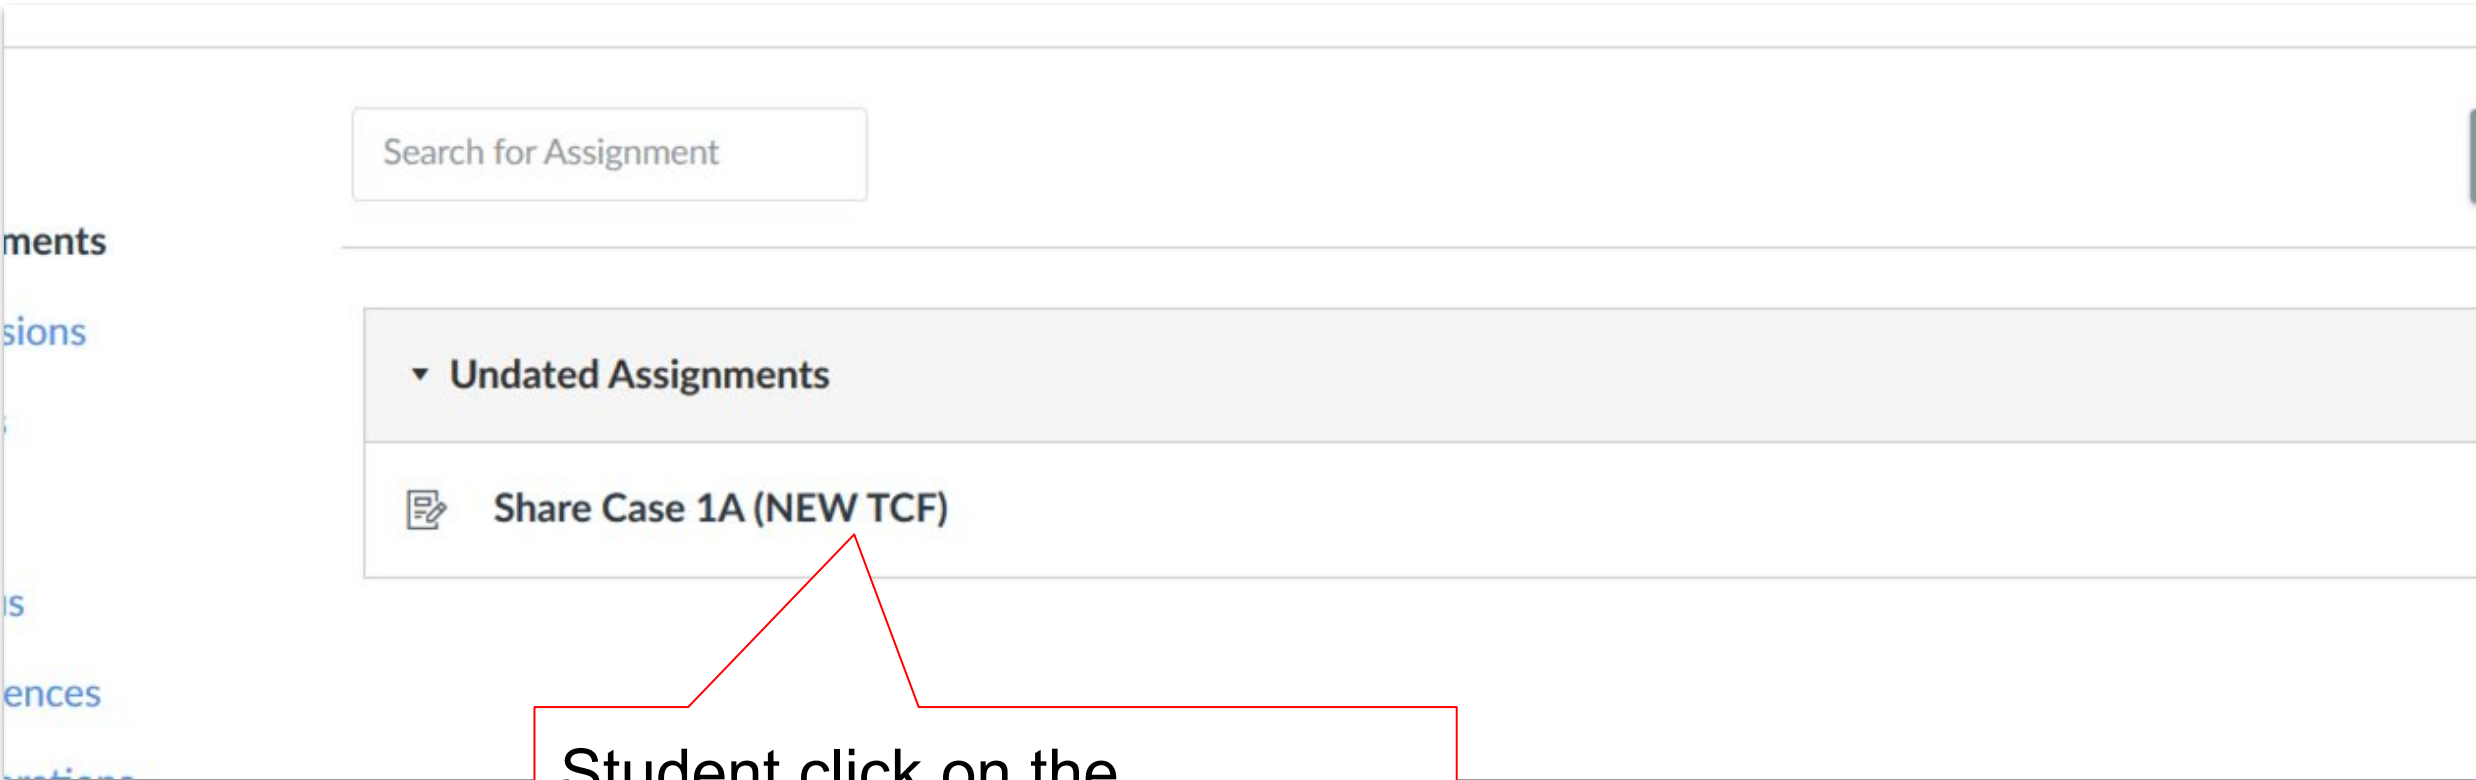 Search for Assignment
ments
sions
Undated Assignments
Share Case 1A (NEW TCF)
s
ences
Student click on the